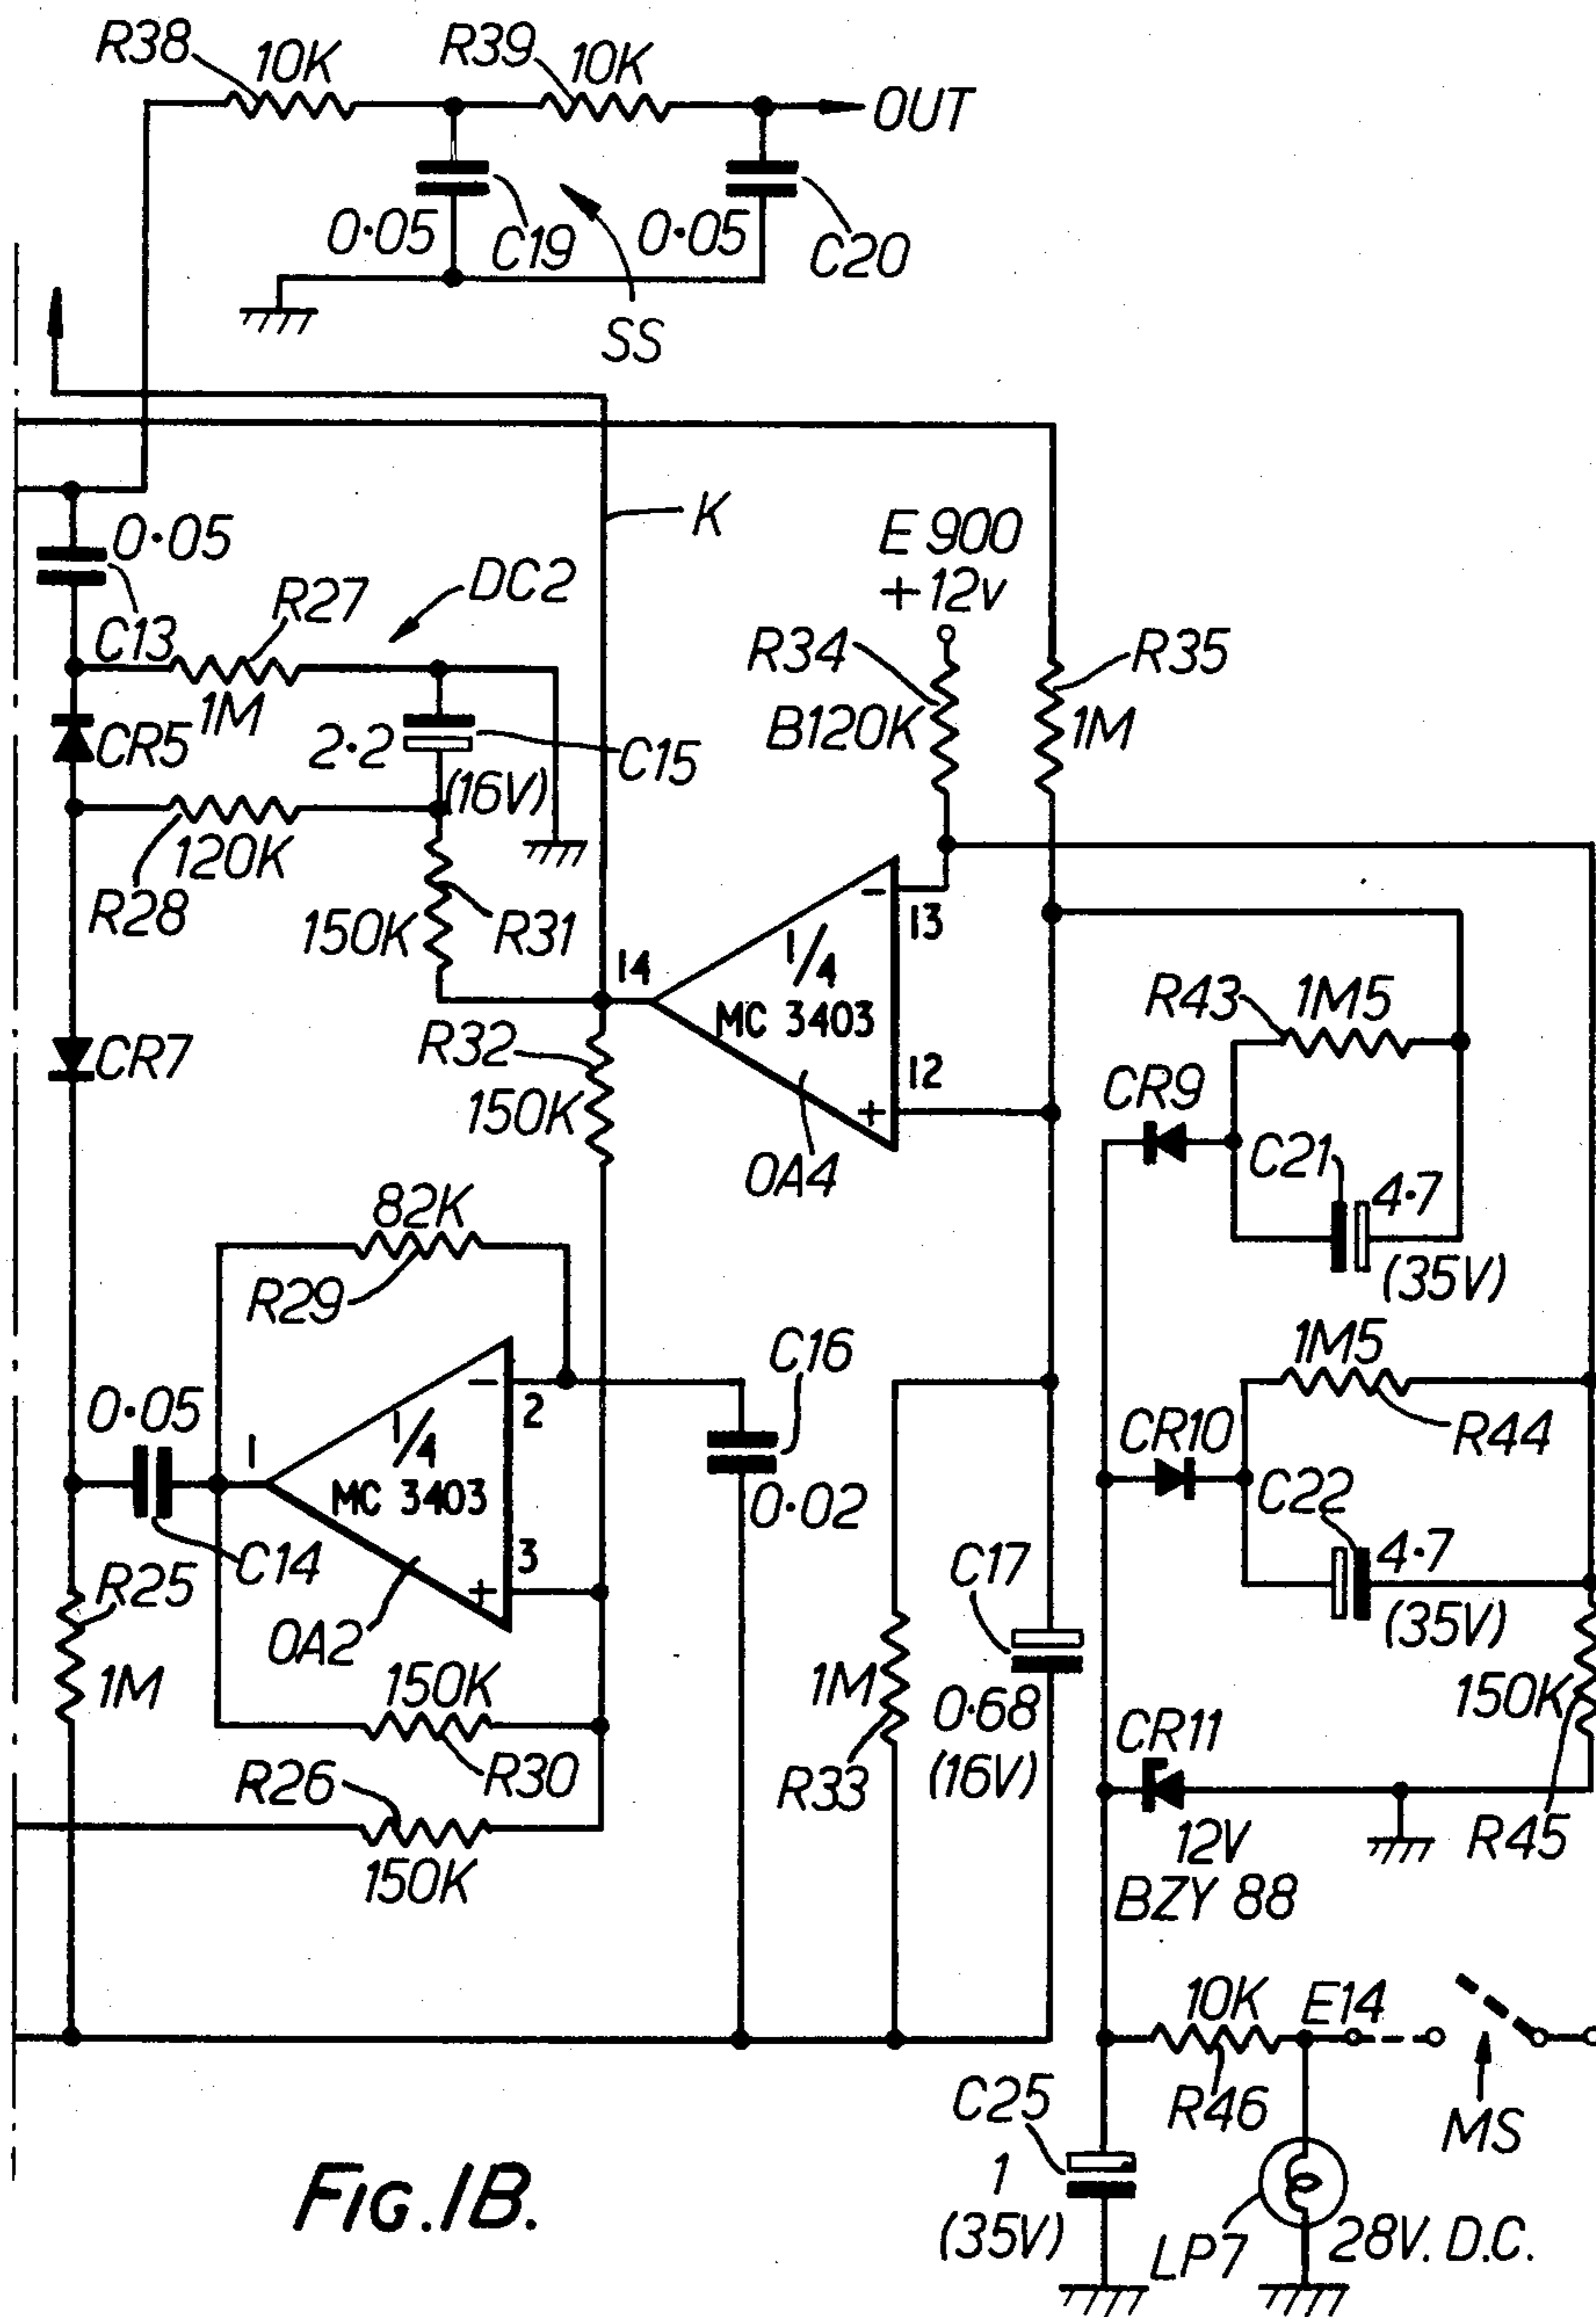 R38
10K
R39
10K
OUT
0·05
C19
0·05
C20
SS
K
0·05
C13
R27
1M
DC2
E 900
+12v
R34
B120K
R35
1M
CR5
2·2
(16V)
C15
R28
120K
150K
R31
14
1/4
MC 3403
13
12
−
+
OA4
R43
1M5
CR9
C21
4·7
(35V)
CR7
R32
150K
82K
R29
C16
0·02
1M5
R44
CR10
C22
4·7
(35V)
0·05
C14
1
1/4
MC 3403
2
3
−
+
OA2
R25
1M
150K
R30
R26
150K
1M
R33
C17
0·68
(16V)
CR11
12V
BZY 88
150K
R45
10K
R46
E14
MS
C25
1
(35V)
LP7
28V. D.C.
FIG.1B.